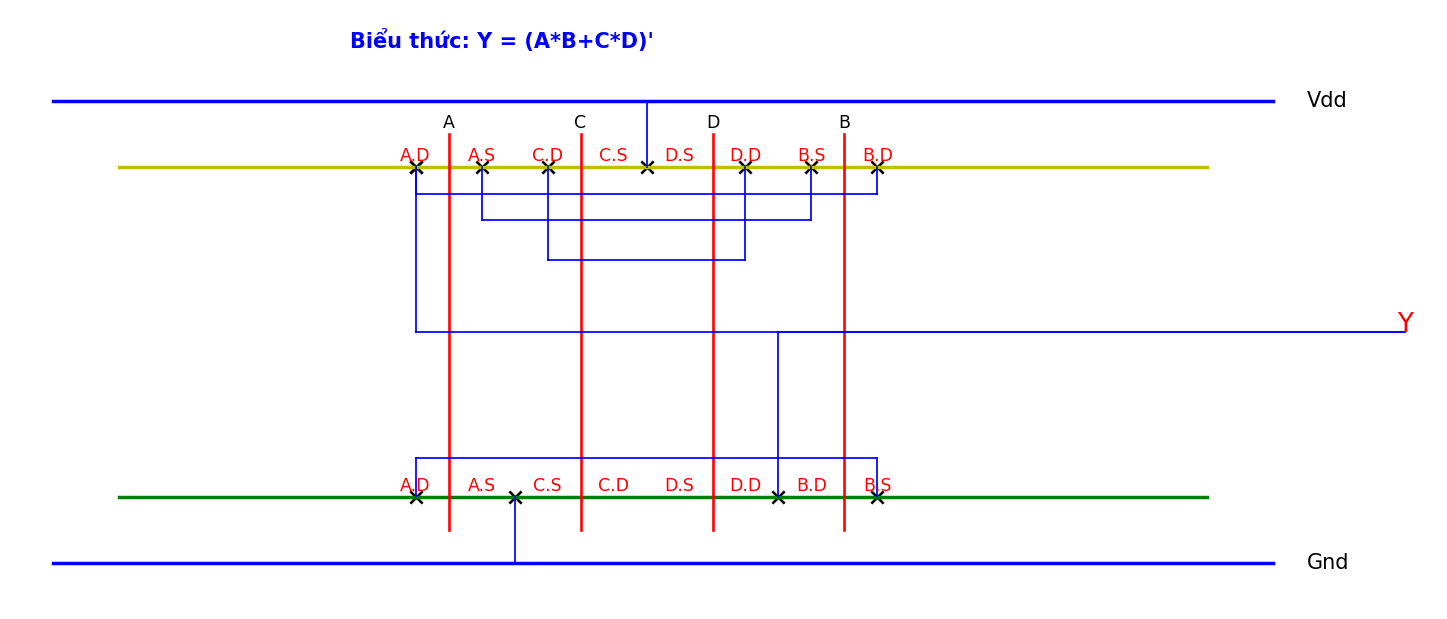 Biểu thức: Y = (A*B+C*D)'
Vdd
A C D B
A.D A.S C.D C.S D.S D.D B.S B.D
Y
A.D A.S C.S C.D D.S D.D B.D B.S
Gnd